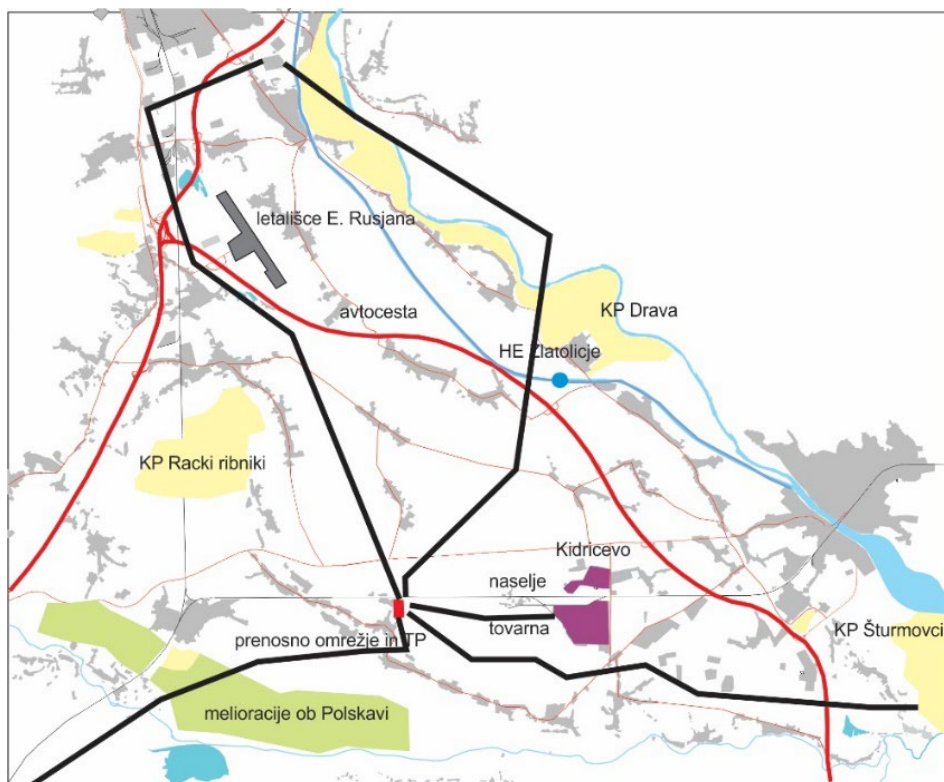 letališce E. Rusjana
avtocesta
KP Drava
HE Zlatolicje
KP Racki ribniki
Kidricevo
naselje
tovarna
KP Šturmovci
prenosno omrežje in TP
melioracije ob Polskavi